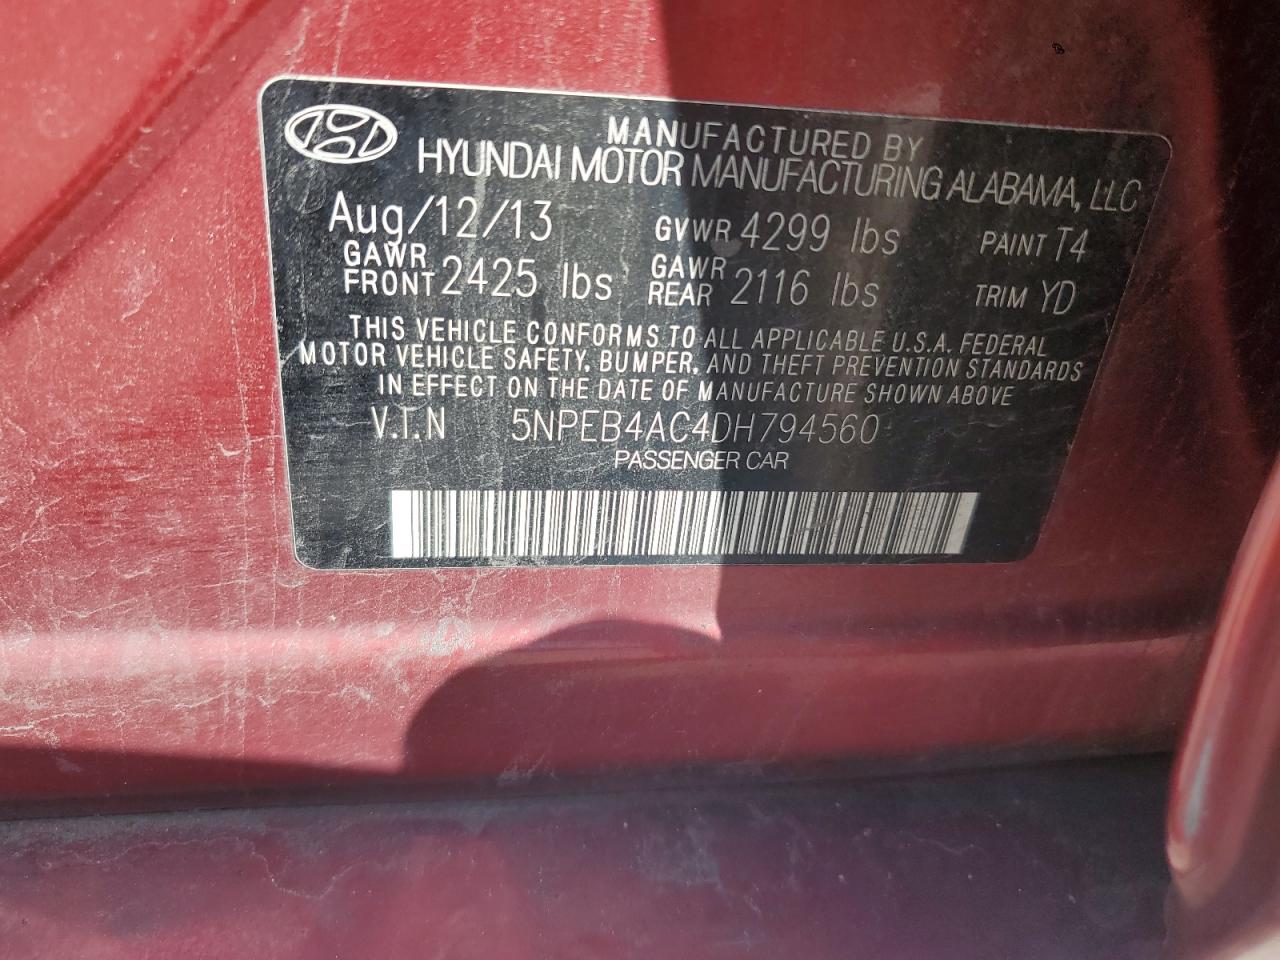 MANUFACTURED BY
HYUNDAI MOTOR MANUFACTURING ALABAMA, LLC
Aug/12/13 GVWR 4299 lbs PAINT T4
GAWR FRONT 2425 lbs GAWR REAR 2116 lbs TRIM YD
THIS VEHICLE CONFORMS TO ALL APPLICABLE U.S.A. FEDERAL
MOTOR VEHICLE SAFETY, BUMPER, AND THEFT PREVENTION STANDARDS
IN EFFECT ON THE DATE OF MANUFACTURE SHOWN ABOVE
V.I.N 5NPEB4AC4DH794560
PASSENGER CAR